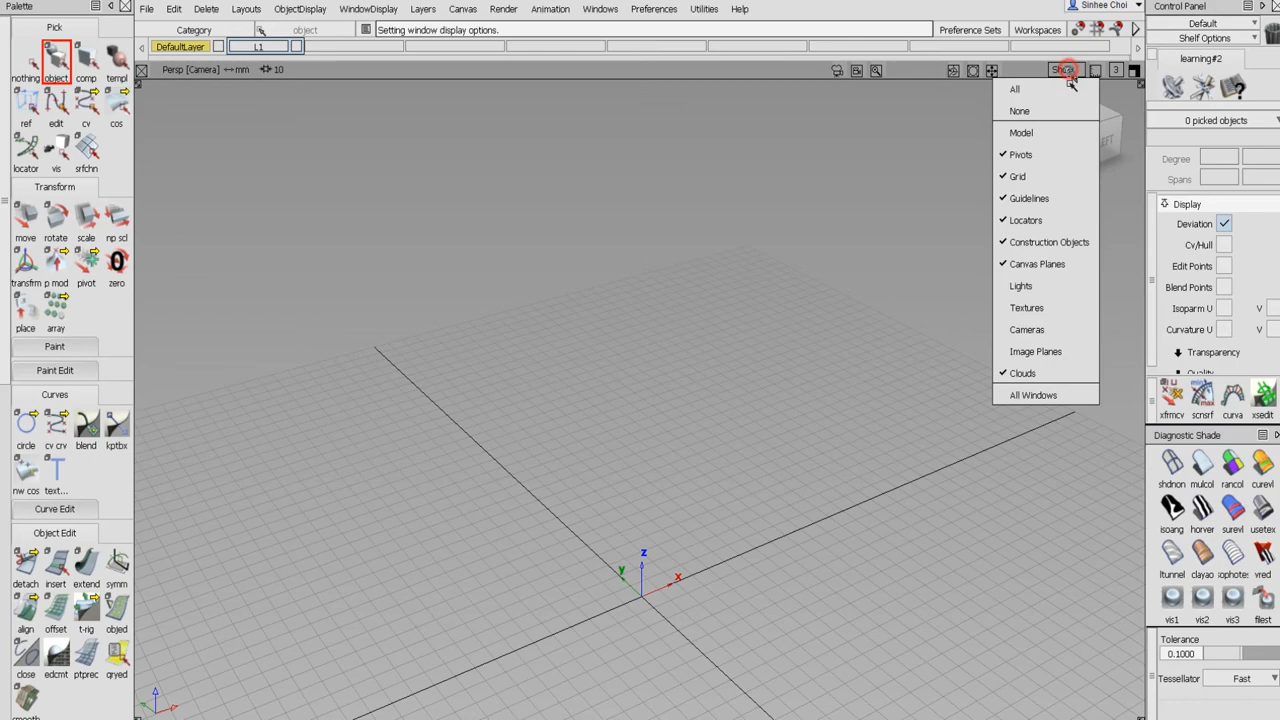 Palette
File Edit Delete Layouts ObjectDisplay WindowDisplay Layers Canvas Render Animation Windows Preferences Utilities Help
Sinhee Choi
Control Panel
Category
object
Setting window display options.
Preference Sets
Workspaces
DefaultLayer
L1
Persp [Camera] mm 10
Show
3
All
None
Model
Pivots
Grid
Guidelines
Locators
Construction Objects
Canvas Planes
Lights
Textures
Cameras
Image Planes
Clouds
All Windows
Pick
nothing object comp templ
ref edit cv cos
locator vis srfchn
Transform
move rotate scale np scl
transfrm p mod pivot zero
place array
Paint
Paint Edit
Curves
circle cv crv blend kptbx
nw cos text...
Curve Edit
Object Edit
detach insert extend symm
align offset t-rig objed
close edcmt ptprec qryed
smooth
LEFT
z
y
x
Default
Shelf Options
learning#2
0 picked objects
Degree
Spans
Display
Deviation
Cv/Hull
Edit Points
Blend Points
Isoparm U V
Curvature U V
Transparency
Quality
xfrmcv scnsrf curva xsedit
Diagnostic Shade
shdnon mulcol rancol curevl
isoang horver surevl usetex
ltunnel clayao sophotes vred
vis1 vis2 vis3 filest
Tolerance
0.1000
Tessellator Fast